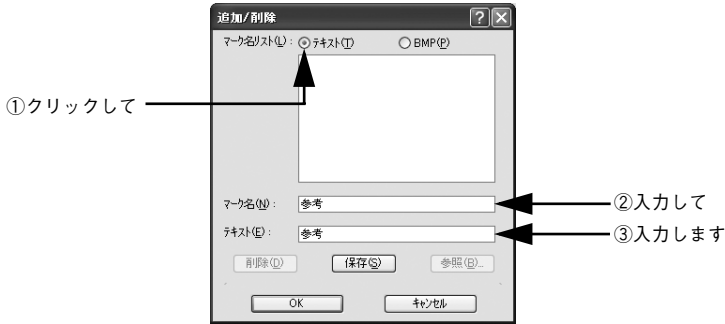 追加/削除
マーク名リスト(L): テキスト(T) BMP(P)
①クリックして
マーク名(N): 参考
②入力して
テキスト(E): 参考
③入力します
削除(D) 保存(S) 参照(B)...
OK キャンセル